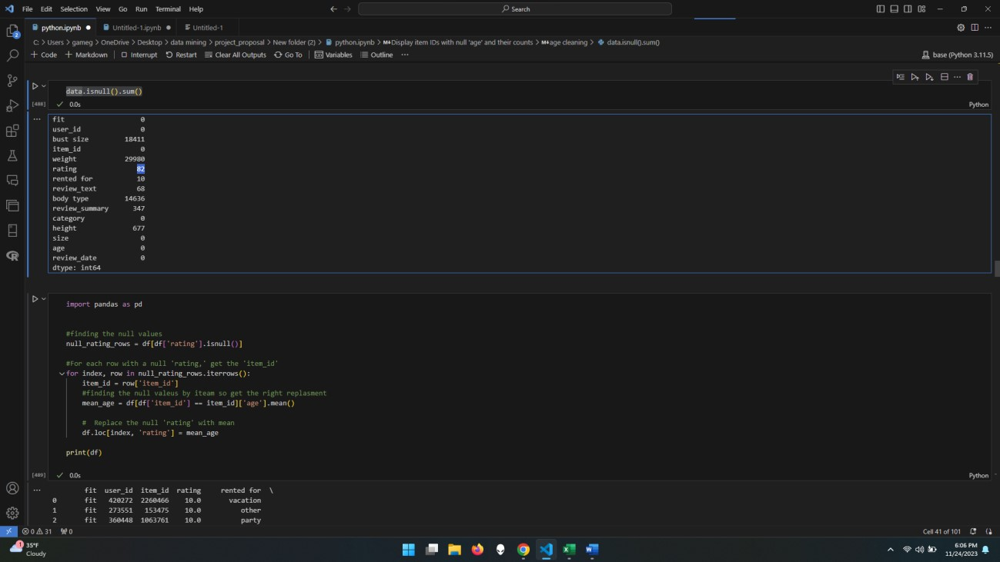 File Edit Selection View Go Run Terminal Help Search
python.ipynb Untitled-1.ipynb Untitled-1
C: > Users > gameg > OneDrive > Desktop > data mining > project_proposal > New folder (2) > python.ipynb > M↓Display item IDs with null 'age' and their counts > M↓age cleaning > data.isnull().sum()
+ Code + Markdown Interrupt Restart Clear All Outputs Go To Variables Outline ... base (Python 3.11.5)
data.isnull().sum()
[488] ✓ 0.0s Python
... fit 0
user_id 0
bust size 18411
item_id 0
weight 29980
rating 82
rented for 10
review_text 68
body type 14636
review_summary 347
category 0
height 677
size 0
age 0
review_date 0
dtype: int64
import pandas as pd
#finding the null values
null_rating_rows = df[df['rating'].isnull()]
#For each row with a null 'rating,' get the 'item_id'
for index, row in null_rating_rows.iterrows():
item_id = row['item_id']
#finding the null valeus by iteam so get the right replasment
mean_age = df[df['item_id'] == item_id]['age'].mean()
#  Replace the null 'rating' with mean
df.loc[index, 'rating'] = mean_age
print(df)
[489] ✓ 0.0s Python
... fit user_id item_id rating rented for \
0 fit 420272 2260466 10.0 vacation
1 fit 273551 153475 10.0 other
2 fit 360448 1063761 10.0 party
0 31 0 Cell 41 of 101
35°F
Cloudy
6:06 PM
11/24/2023